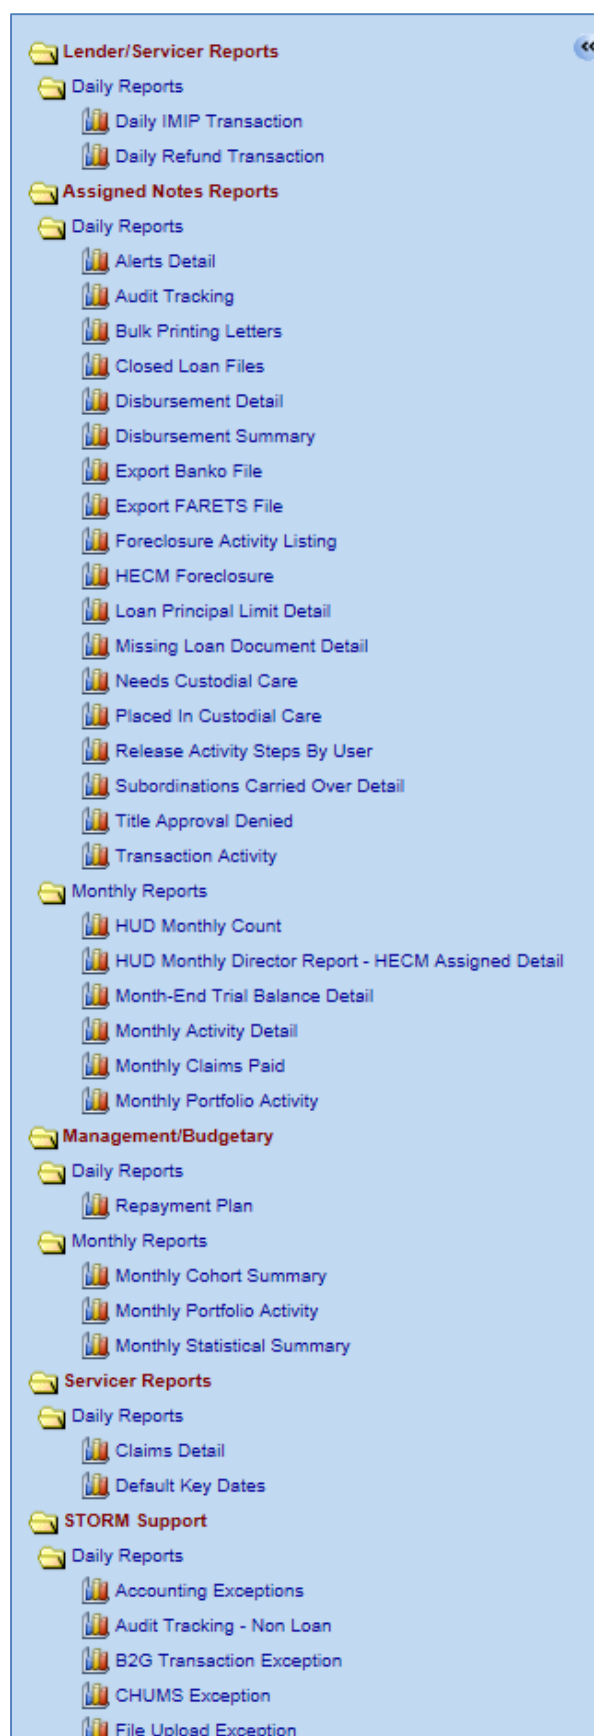 Lender/Servicer Reports
Daily Reports
Daily IMIP Transaction
Daily Refund Transaction
Assigned Notes Reports
Daily Reports
Alerts Detail
Audit Tracking
Bulk Printing Letters
Closed Loan Files
Disbursement Detail
Disbursement Summary
Export Banko File
Export FARETS File
Foreclosure Activity Listing
HECM Foreclosure
Loan Principal Limit Detail
Missing Loan Document Detail
Needs Custodial Care
Placed In Custodial Care
Release Activity Steps By User
Subordinations Carried Over Detail
Title Approval Denied
Transaction Activity
Monthly Reports
HUD Monthly Count
HUD Monthly Director Report - HECM Assigned Detail
Month-End Trial Balance Detail
Monthly Activity Detail
Monthly Claims Paid
Monthly Portfolio Activity
Management/Budgetary
Daily Reports
Repayment Plan
Monthly Reports
Monthly Cohort Summary
Monthly Portfolio Activity
Monthly Statistical Summary
Servicer Reports
Daily Reports
Claims Detail
Default Key Dates
STORM Support
Daily Reports
Accounting Exceptions
Audit Tracking - Non Loan
B2G Transaction Exception
CHUMS Exception
File Upload Exception